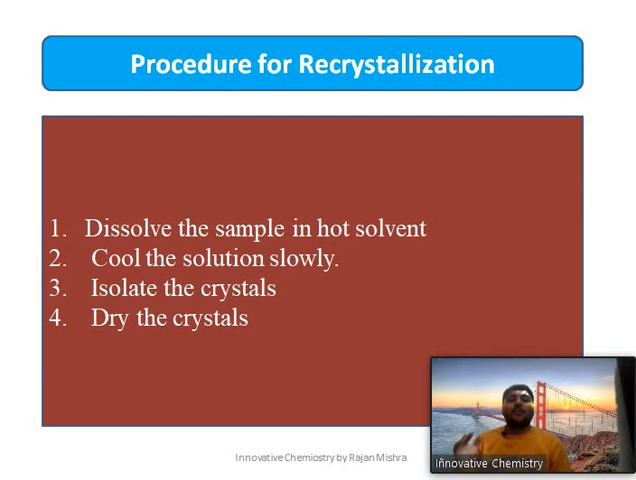 Procedure for Recrystallization
1. Dissolve the sample in hot solvent
2. Cool the solution slowly.
3. Isolate the crystals
4. Dry the crystals
Innovative Chemiostry by Rajan Mishra
Iñnovative Chemistry